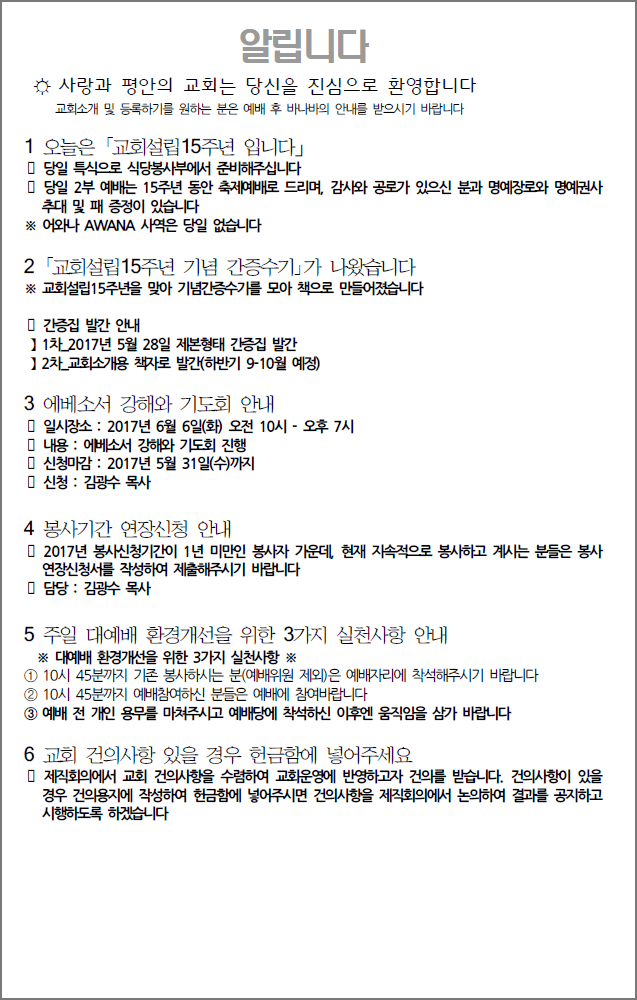 알립니다
☼ 사랑과 평안의 교회는 당신을 진심으로 환영합니다
교회소개 및 등록하기를 원하는 분은 예배 후 바나바의 안내를 받으시기 바랍니다
1 오늘은 「교회설립15주년 입니다」
▯ 당일 특식으로 식당봉사부에서 준비해주십니다
▯ 당일 2부 예배는 15주년 동안 축제예배로 드리며, 감사와 공로가 있으신 분과 명예장로와 명예권사
추대 및 패 증정이 있습니다
※ 어와나 AWANA 사역은 당일 없습니다
2 「교회설립15주년 기념 간증수기」가 나왔습니다
※ 교회설립15주년을 맞아 기념간증수기를 모아 책으로 만들어졌습니다
▯ 간증집 발간 안내
】1차_2017년 5월 28일 제본형태 간증집 발간
】2차_교회소개용 책자로 발간(하반기 9-10월 예정)
3 에베소서 강해와 기도회 안내
▯ 일시장소 : 2017년 6월 6일(화) 오전 10시 - 오후 7시
▯ 내용 : 에베소서 강해와 기도회 진행
▯ 신청마감 : 2017년 5월 31일(수)까지
▯ 신청 : 김광수 목사
4 봉사기간 연장신청 안내
▯ 2017년 봉사신청기간이 1년 미만인 봉사자 가운데, 현재 지속적으로 봉사하고 계시는 분들은 봉사
연장신청서를 작성하여 제출해주시기 바랍니다
▯ 담당 : 김광수 목사
5 주일 대예배 환경개선을 위한 3가지 실천사항 안내
※ 대예배 환경개선을 위한 3가지 실천사항 ※
① 10시 45분까지 기존 봉사하시는 분(예배위원 제외)은 예배자리에 착석해주시기 바랍니다
② 10시 45분까지 예배참여하신 분들은 예배에 참여바랍니다
③ 예배 전 개인 용무를 마쳐주시고 예배당에 착석하신 이후엔 움직임을 삼가 바랍니다
6 교회 건의사항 있을 경우 헌금함에 넣어주세요
▯ 제직회의에서 교회 건의사항을 수렴하여 교회운영에 반영하고자 건의를 받습니다. 건의사항이 있을
경우 건의용지에 작성하여 헌금함에 넣어주시면 건의사항을 제직회의에서 논의하여 결과를 공지하고
시행하도록 하겠습니다